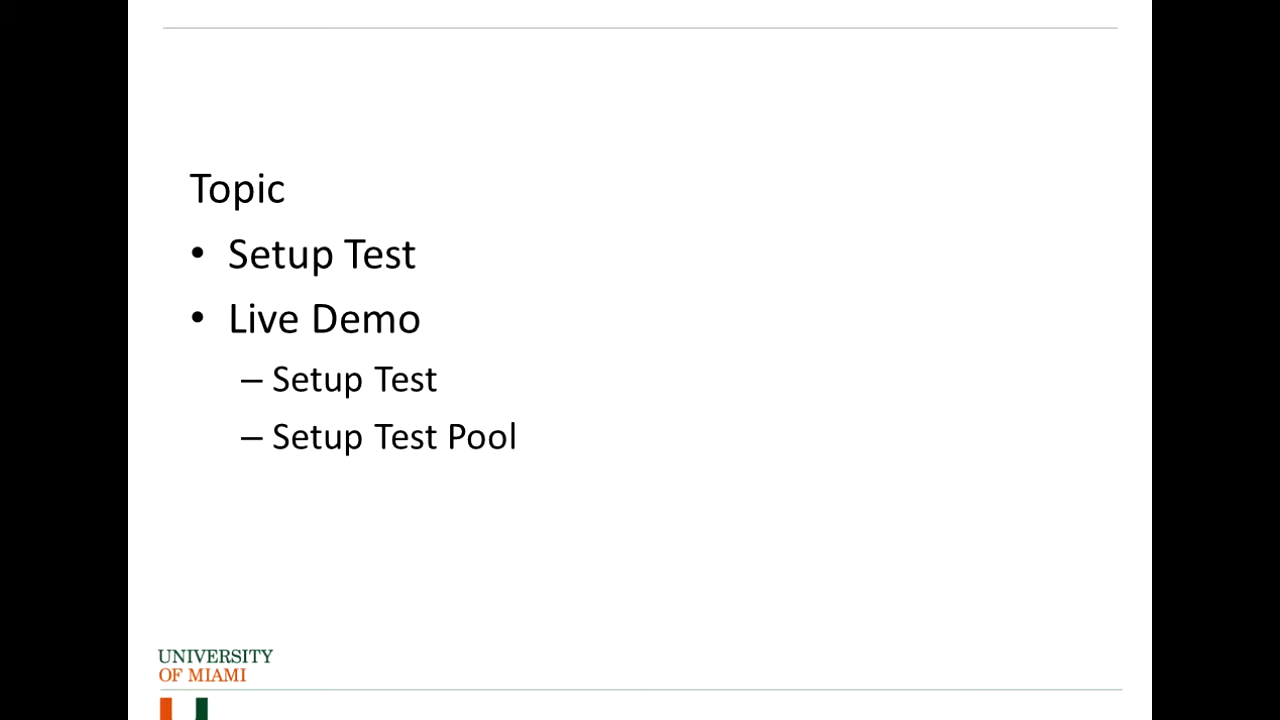 Topic
• Setup Test
• Live Demo
– Setup Test
– Setup Test Pool
UNIVERSITY
OF MIAMI